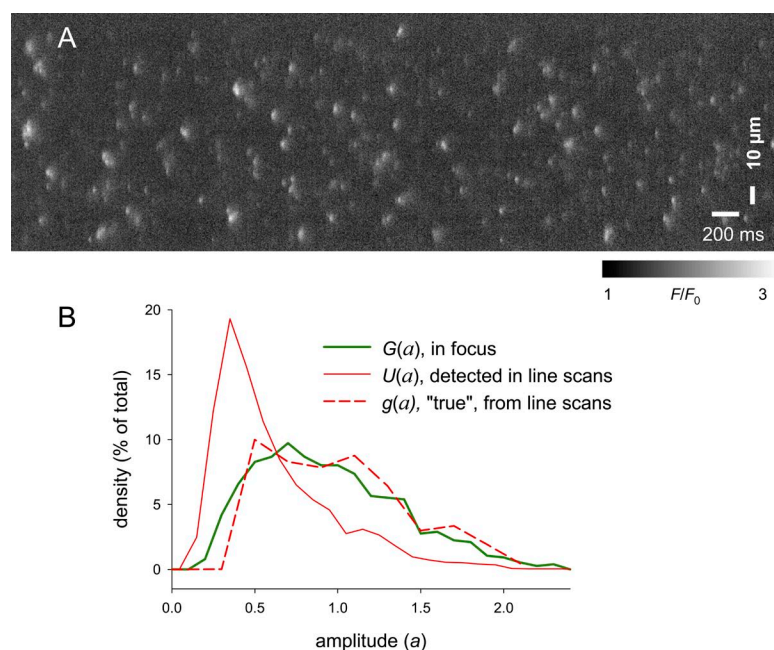 A
10 µm
200 ms
1 F/F0 3
B
20
15
10
5
0
density (% of total)
G(a), in focus
U(a), detected in line scans
g(a), "true", from line scans
0.0 0.5 1.0 1.5 2.0
amplitude (a)